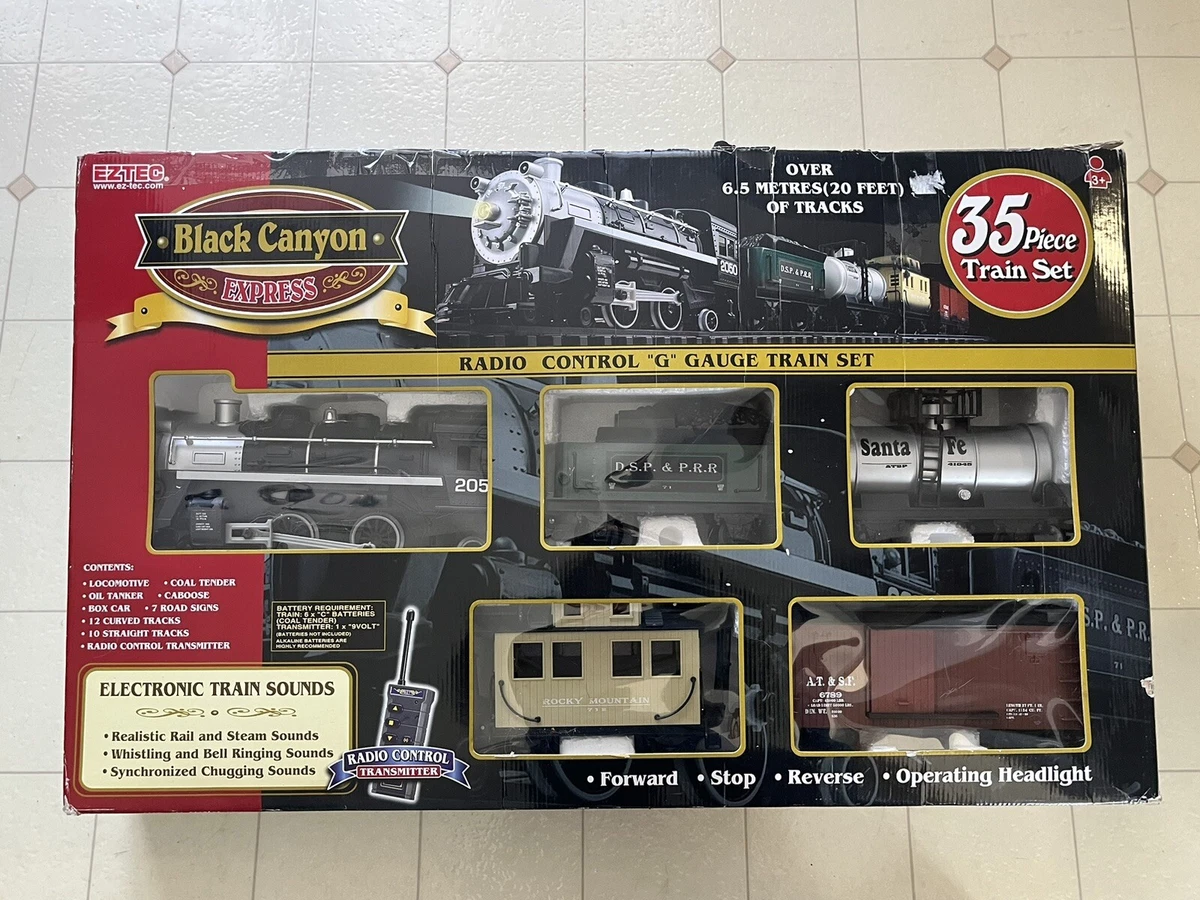 EZTEC®
www.ez-tec.com
Black Canyon
EXPRESS
OVER
6.5 METRES(20 FEET)
OF TRACKS
3+
35 Piece
Train Set
2050
D.S.P. & P.R.R
RADIO CONTROL "G" GAUGE TRAIN SET
205
D.S.P. & P.R.R
71
Santa Fe
ATSF 41045
CONTENTS:
• LOCOMOTIVE • COAL TENDER
• OIL TANKER • CABOOSE
• BOX CAR • 7 ROAD SIGNS
• 12 CURVED TRACKS
• 10 STRAIGHT TRACKS
• RADIO CONTROL TRANSMITTER
BATTERY REQUIREMENT:
TRAIN: 6 x "C" BATTERIES
(COAL TENDER)
TRANSMITTER: 1 x "9VOLT"
(BATTERIES NOT INCLUDED)
ALKALINE BATTERIES ARE
HIGHLY RECOMMENDED
S.P. & P.R.
71
ROCKY MOUNTAIN
A.T. & S.F.
6789
ELECTRONIC TRAIN SOUNDS
• Realistic Rail and Steam Sounds
• Whistling and Bell Ringing Sounds
• Synchronized Chugging Sounds
RADIO CONTROL
TRANSMITTER
• Forward • Stop • Reverse • Operating Headlight